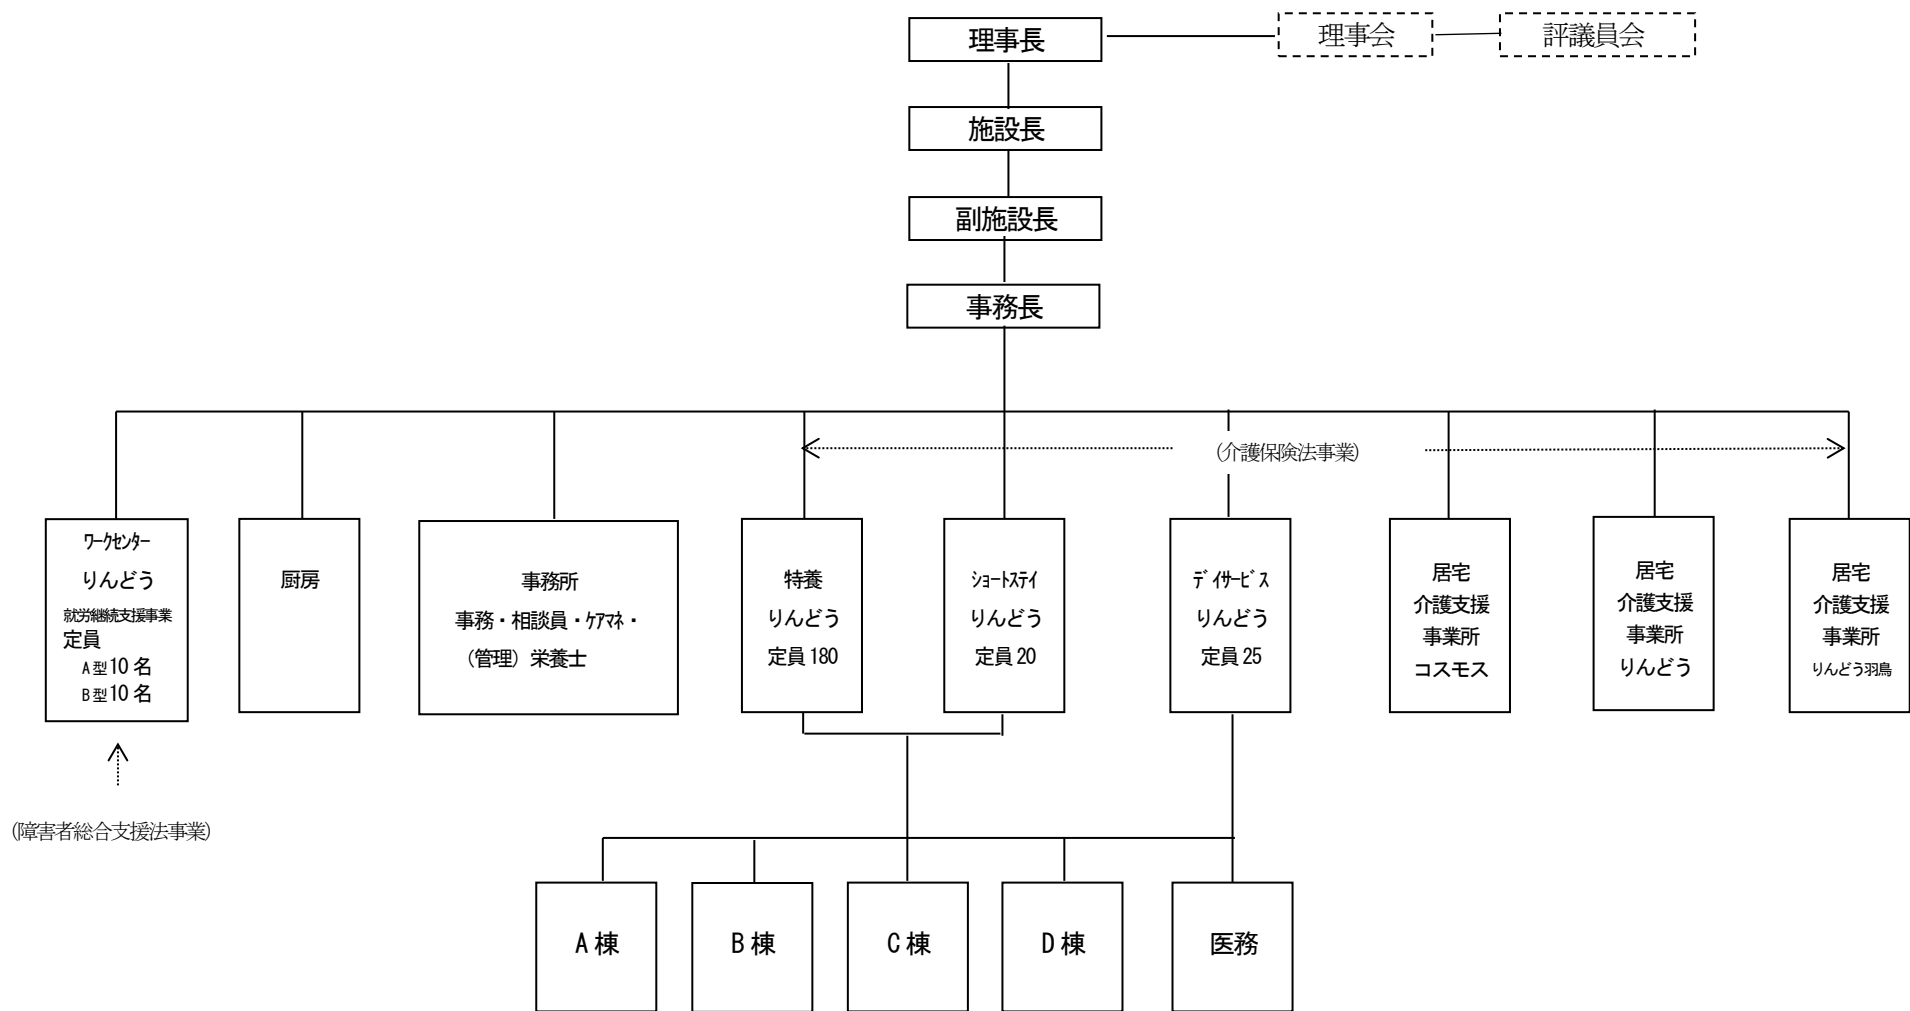 理事長
理事会
評議員会
施設長
副施設長
事務長
(介護保険法事業)
ワークセンター
りんどう
就労継続支援事業
定員
A型10名
B型10名
厨房
事務所
事務・相談員・ケアマネ・
（管理）栄養士
特養
りんどう
定員180
ショートステイ
りんどう
定員20
デイサービス
りんどう
定員25
居宅
介護支援
事業所
コスモス
居宅
介護支援
事業所
りんどう
居宅
介護支援
事業所
りんどう羽鳥
(障害者総合支援法事業)
A棟
B棟
C棟
D棟
医務